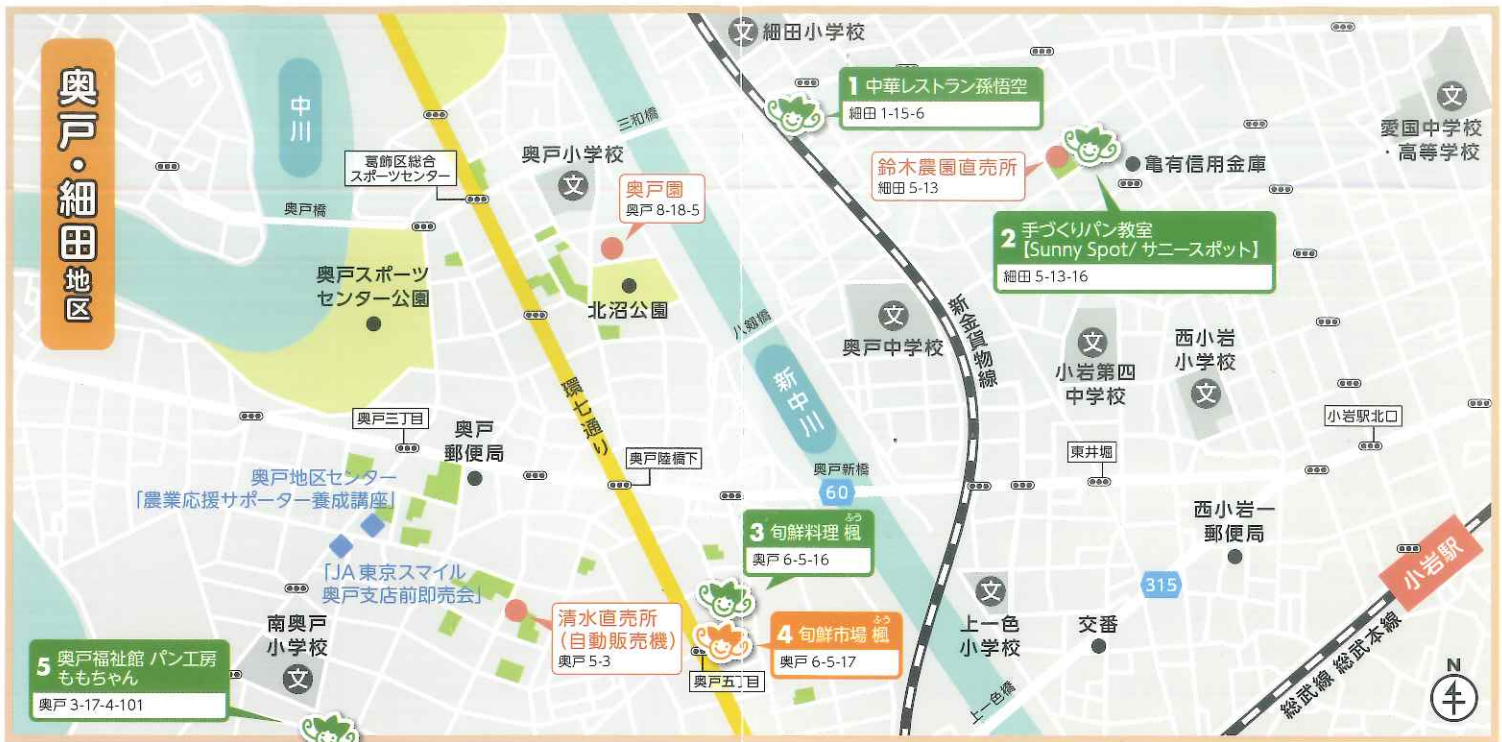 奥戸・細田地区
中川
細田小学校
1 中華レストラン孫悟空
細田 1-15-6
三和橋
奥戸小学校
葛飾区総合
スポーツセンター
奥戸橋
奥戸園
奥戸 8-18-5
鈴木農園直売所
細田 5-13
亀有信用金庫
愛国中学校
・高等学校
2 手づくりパン教室
【Sunny Spot/ サニースポット】
細田 5-13-16
奥戸スポーツ
センター公園
北沼公園
八剱橋
奥戸中学校
新金貨物線
小岩第四
中学校
西小岩
小学校
新中川
環七通り
奥戸三丁目
奥戸
郵便局
奥戸陸橋下
奥戸新橋
60
東井堀
小岩駅北口
奥戸地区センター
「農業応援サポーター養成講座」
「JA東京スマイル
奥戸支店前即売会」
ふう
3 旬鮮料理 楓
奥戸 6-5-16
西小岩一
郵便局
小岩駅
315
清水直売所
(自動販売機)
奥戸 5-3
ふう
4 旬鮮市場 楓
奥戸 6-5-17
奥戸五丁目
上一色
小学校
交番
南奥戸
小学校
5 奥戸福祉館 パン工房
ももちゃん
奥戸 3-17-4-101
上一色橋
総武線 総武本線
N
文
文
文
文
文
文
文
文